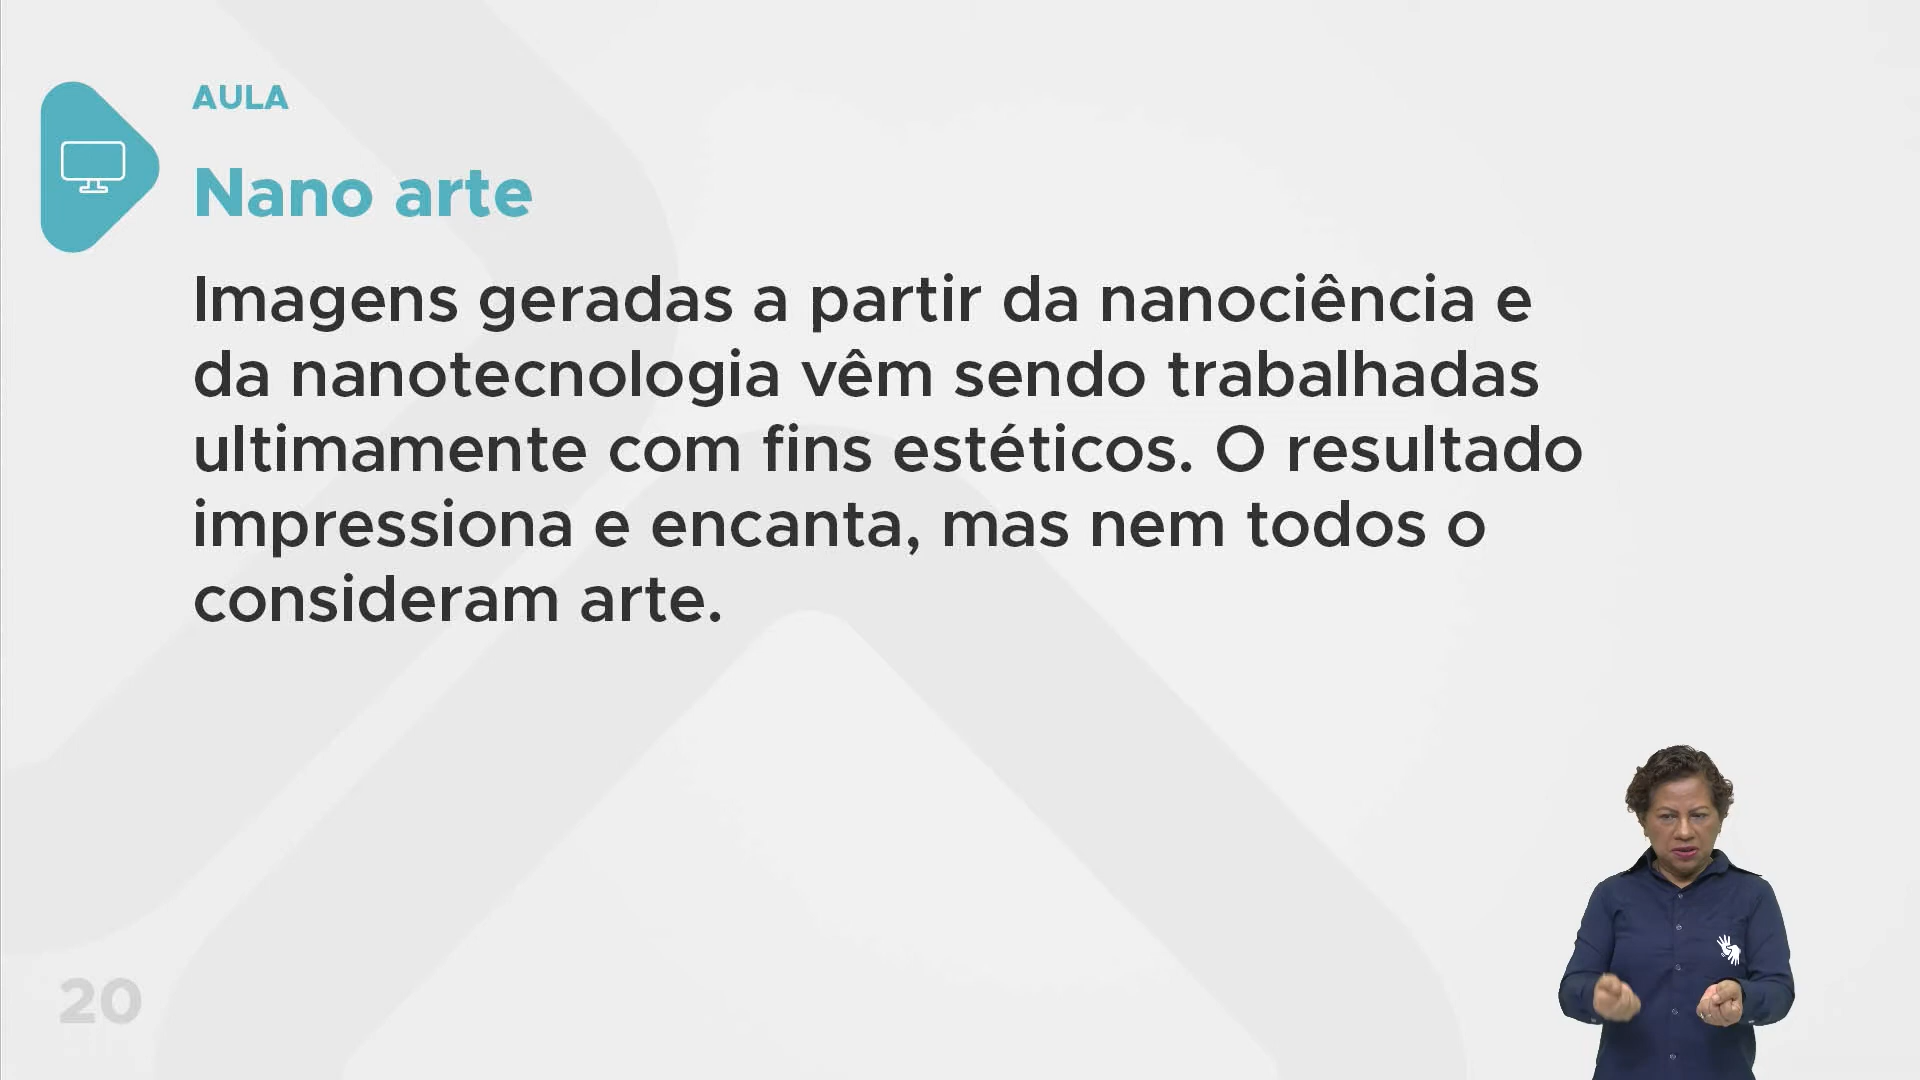 AULA
Nano arte
Imagens geradas a partir da nanociência e
da nanotecnologia vêm sendo trabalhadas
ultimamente com fins estéticos. O resultado
impressiona e encanta, mas nem todos o
consideram arte.
20